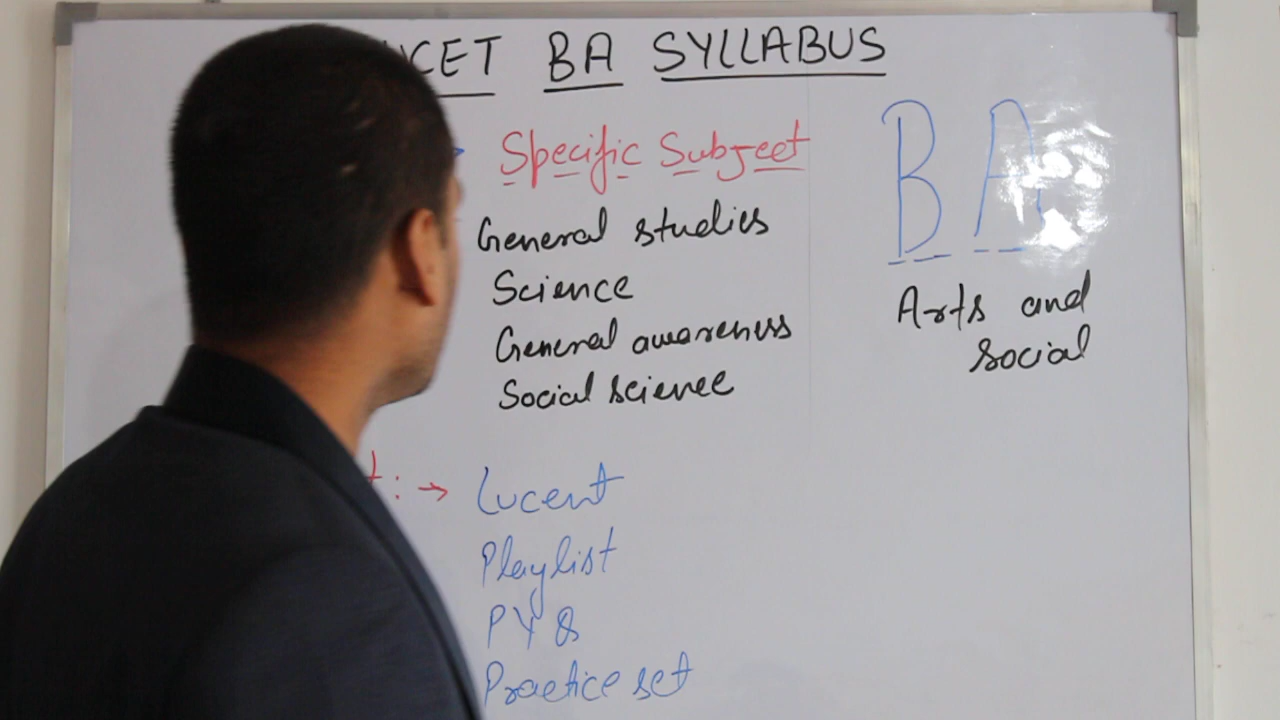 CET BA SYLLABUS
Specific Subject
BA
General studies
Science
General awareness
Social science
Arts and
social
t : → Lucent
Playlist
PYQ
Practice set